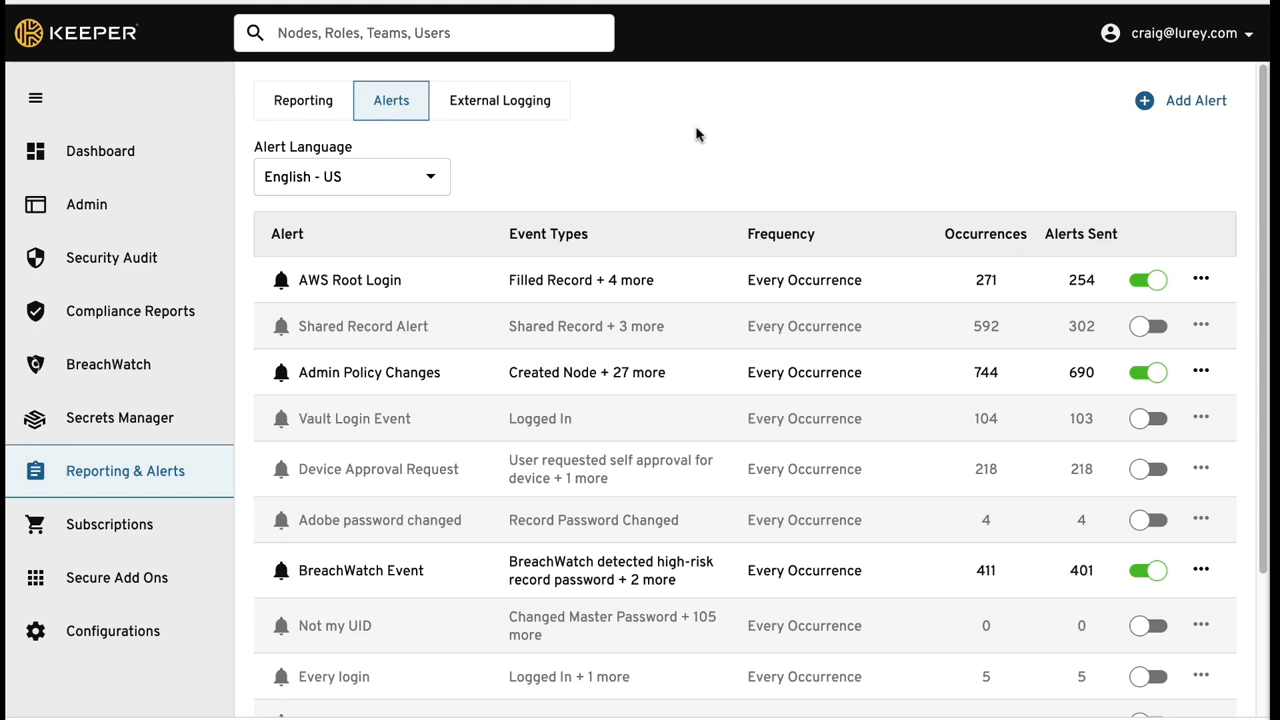 KEEPER
Nodes, Roles, Teams, Users
craig@lurey.com
Dashboard
Admin
Security Audit
Compliance Reports
BreachWatch
Secrets Manager
Reporting & Alerts
Subscriptions
Secure Add Ons
Configurations
Reporting Alerts External Logging
Add Alert
Alert Language
English - US
Alert Event Types Frequency Occurrences Alerts Sent
AWS Root Login Filled Record + 4 more Every Occurrence 271 254
Shared Record Alert Shared Record + 3 more Every Occurrence 592 302
Admin Policy Changes Created Node + 27 more Every Occurrence 744 690
Vault Login Event Logged In Every Occurrence 104 103
Device Approval Request User requested self approval for
device + 1 more Every Occurrence 218 218
Adobe password changed Record Password Changed Every Occurrence 4 4
BreachWatch Event BreachWatch detected high-risk
record password + 2 more Every Occurrence 411 401
Not my UID Changed Master Password + 105
more Every Occurrence 0 0
Every login Logged In + 1 more Every Occurrence 5 5